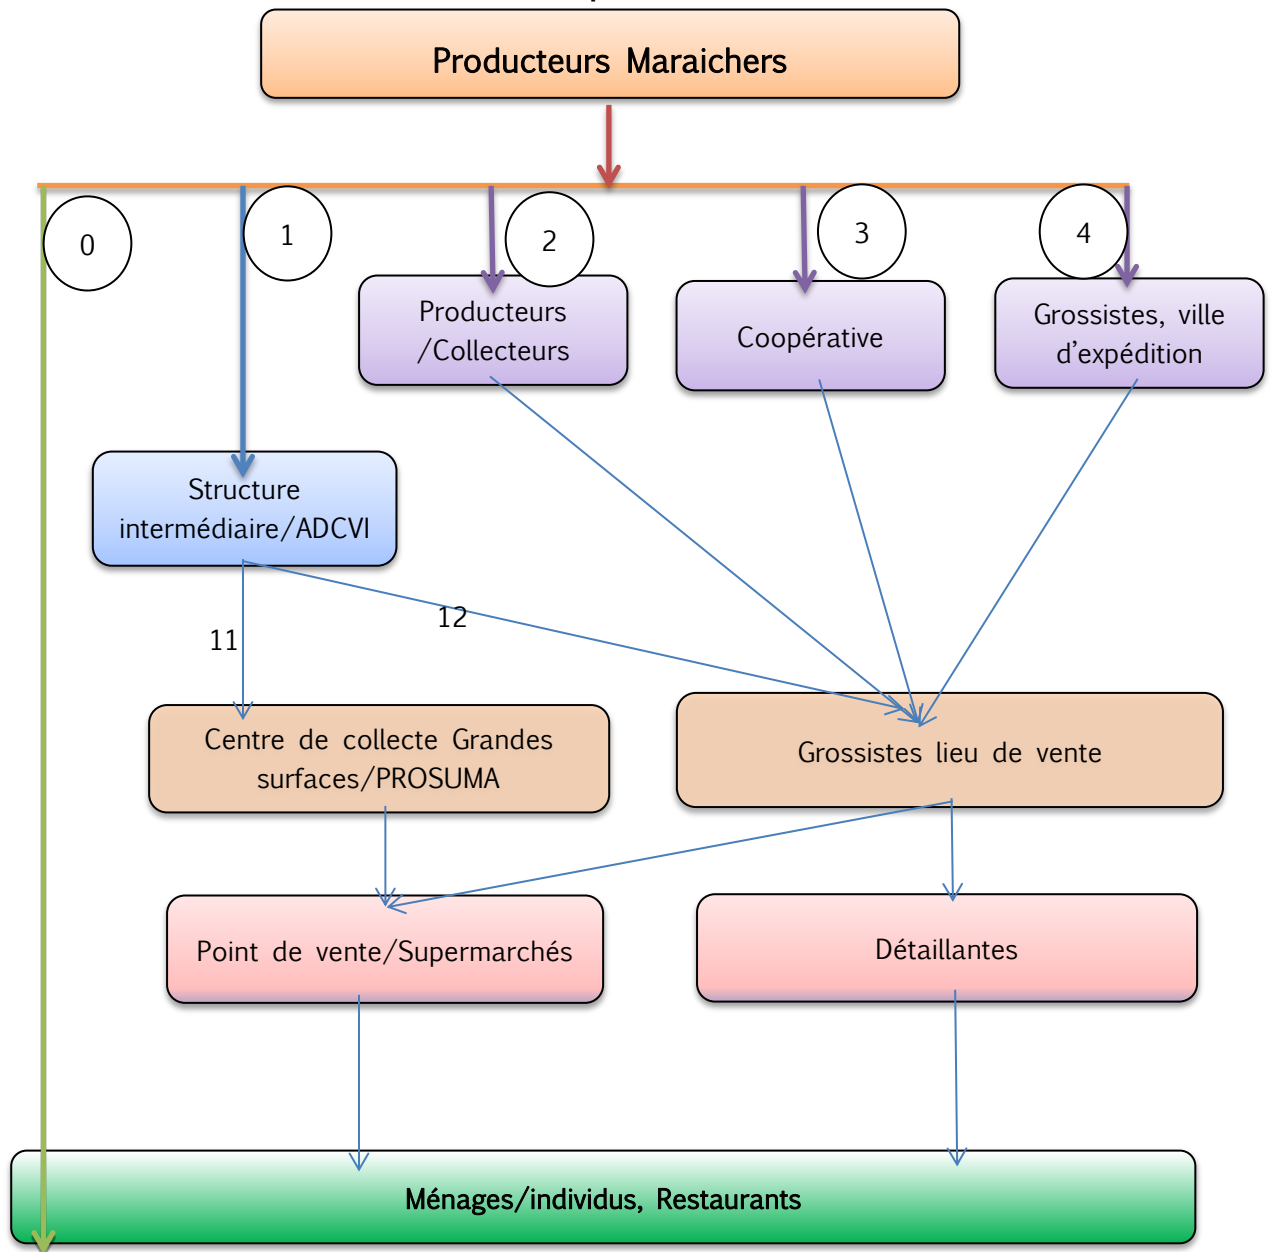 Producteurs Maraichers
0
1
2
3
4
Producteurs
/Collecteurs
Coopérative
Grossistes, ville
d'expédition
Structure
intermédiaire/ADCVI
11
12
Centre de collecte Grandes
surfaces/PROSUMA
Grossistes lieu de vente
Point de vente/Supermarchés
Détaillantes
Ménages/individus, Restaurants